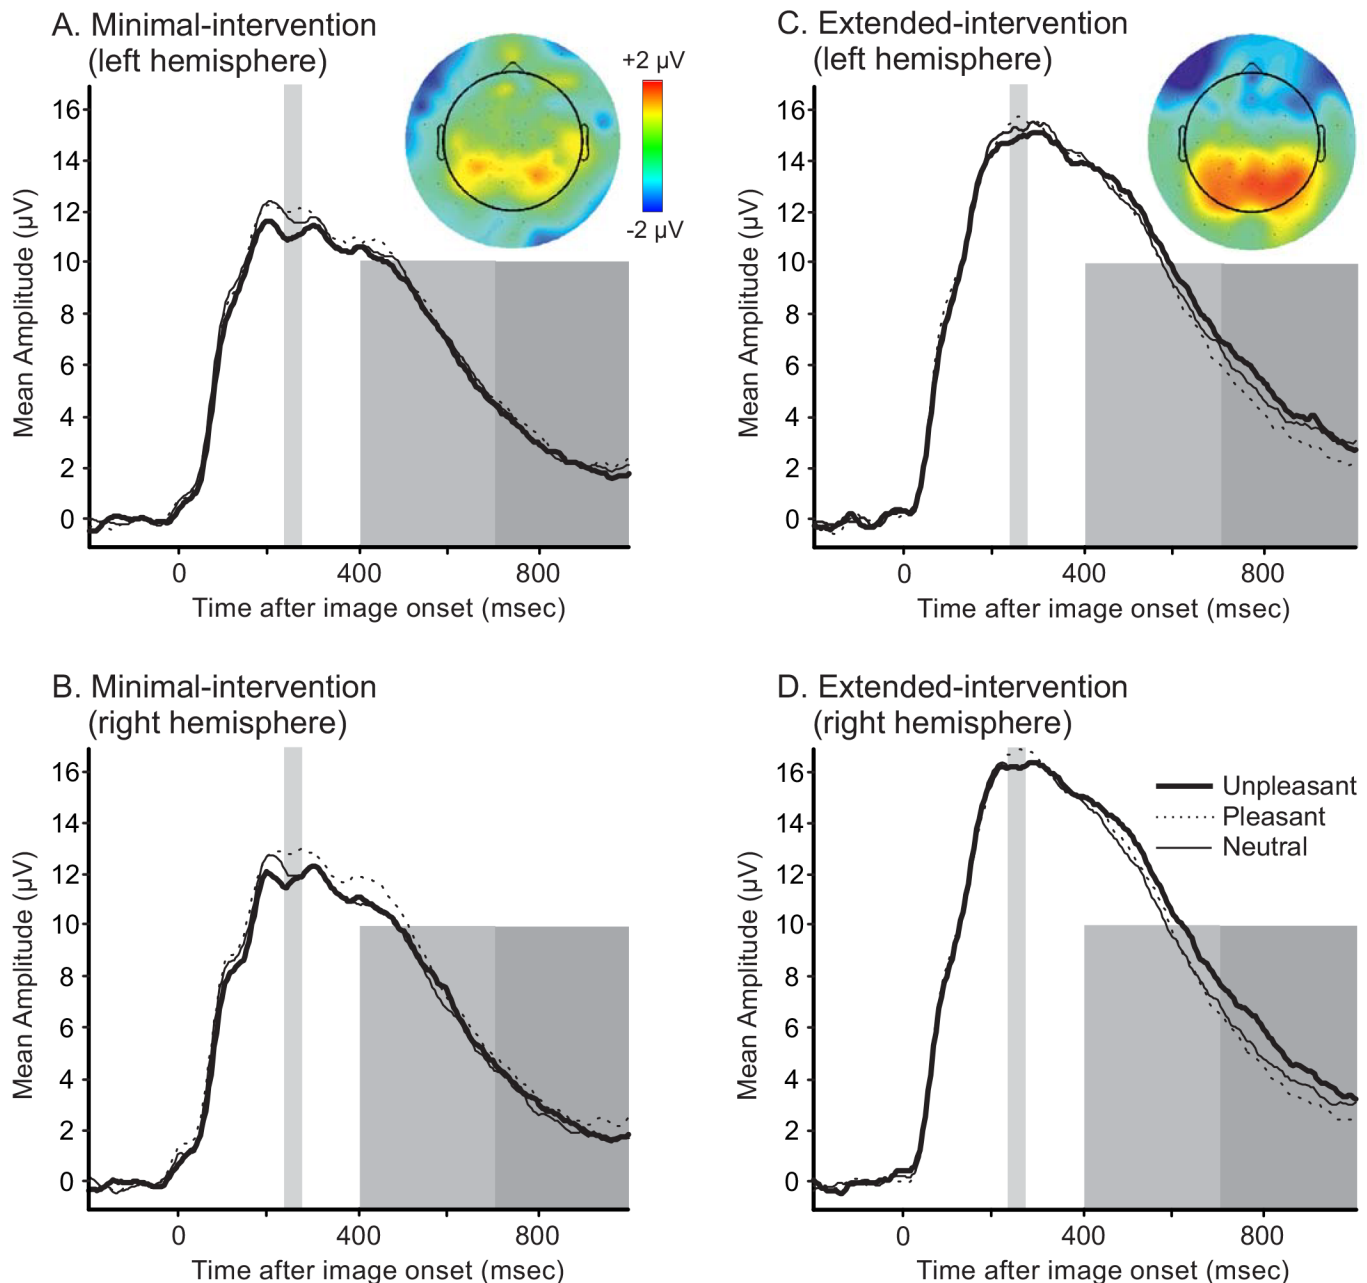 A. Minimal-intervention
(left hemisphere)
+2 µV
-2 µV
16
14
12
10
8
6
4
2
0
Mean Amplitude (µV)
0 400 800
Time after image onset (msec)
C. Extended-intervention
(left hemisphere)
16
14
12
10
8
6
4
2
0
Mean Amplitude (µV)
0 400 800
Time after image onset (msec)
B. Minimal-intervention
(right hemisphere)
16
14
12
10
8
6
4
2
0
Mean Amplitude (µV)
0 400 800
Time after image onset (msec)
D. Extended-intervention
(right hemisphere)
Unpleasant
Pleasant
Neutral
16
14
12
10
8
6
4
2
0
Mean Amplitude (µV)
0 400 800
Time after image onset (msec)